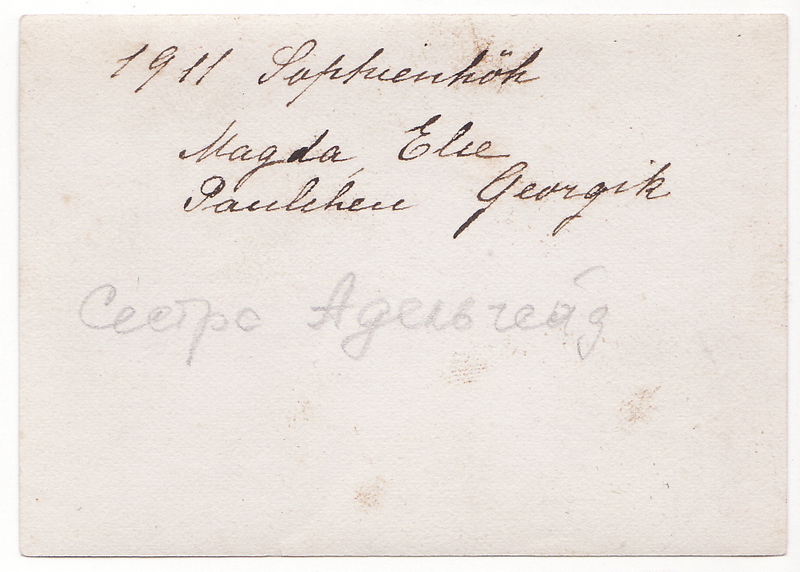 1911 Sophienhöh
Magda, Else
Paulchen Georgik
Сестра Адельгейд